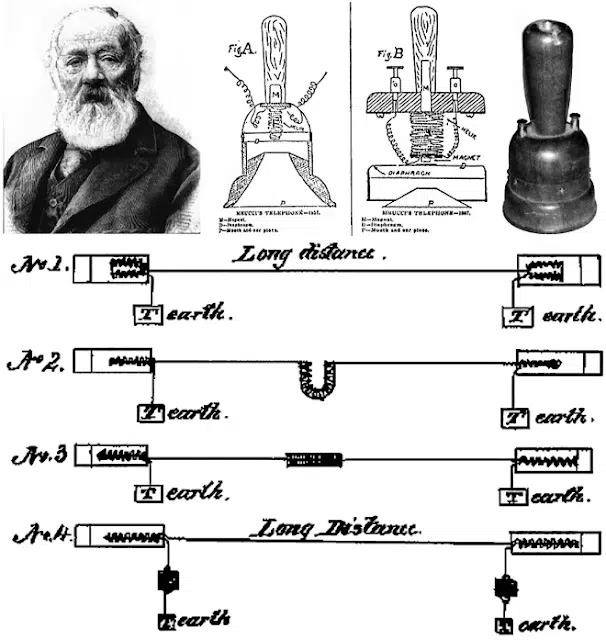 Fig. A.
M
HELIX
D
P
MEUCCI'S TELEPHONE—1857.
M—Magnet.
D—Diaphragm.
P—Mouth and ear piece.
Fig. B
M
HELIX
MAGNET
D
DIAPHRAGM
P
MEUCCI'S TELEPHONE—1867.
M—Magnet.
D—Diaphragm.
P—Mouth and ear piece.
No 1. Long distance.
T earth. T earth.
No 2.
T earth. T earth.
No. 3
T earth. T earth.
No. 4. Long Distance.
T earth T earth.